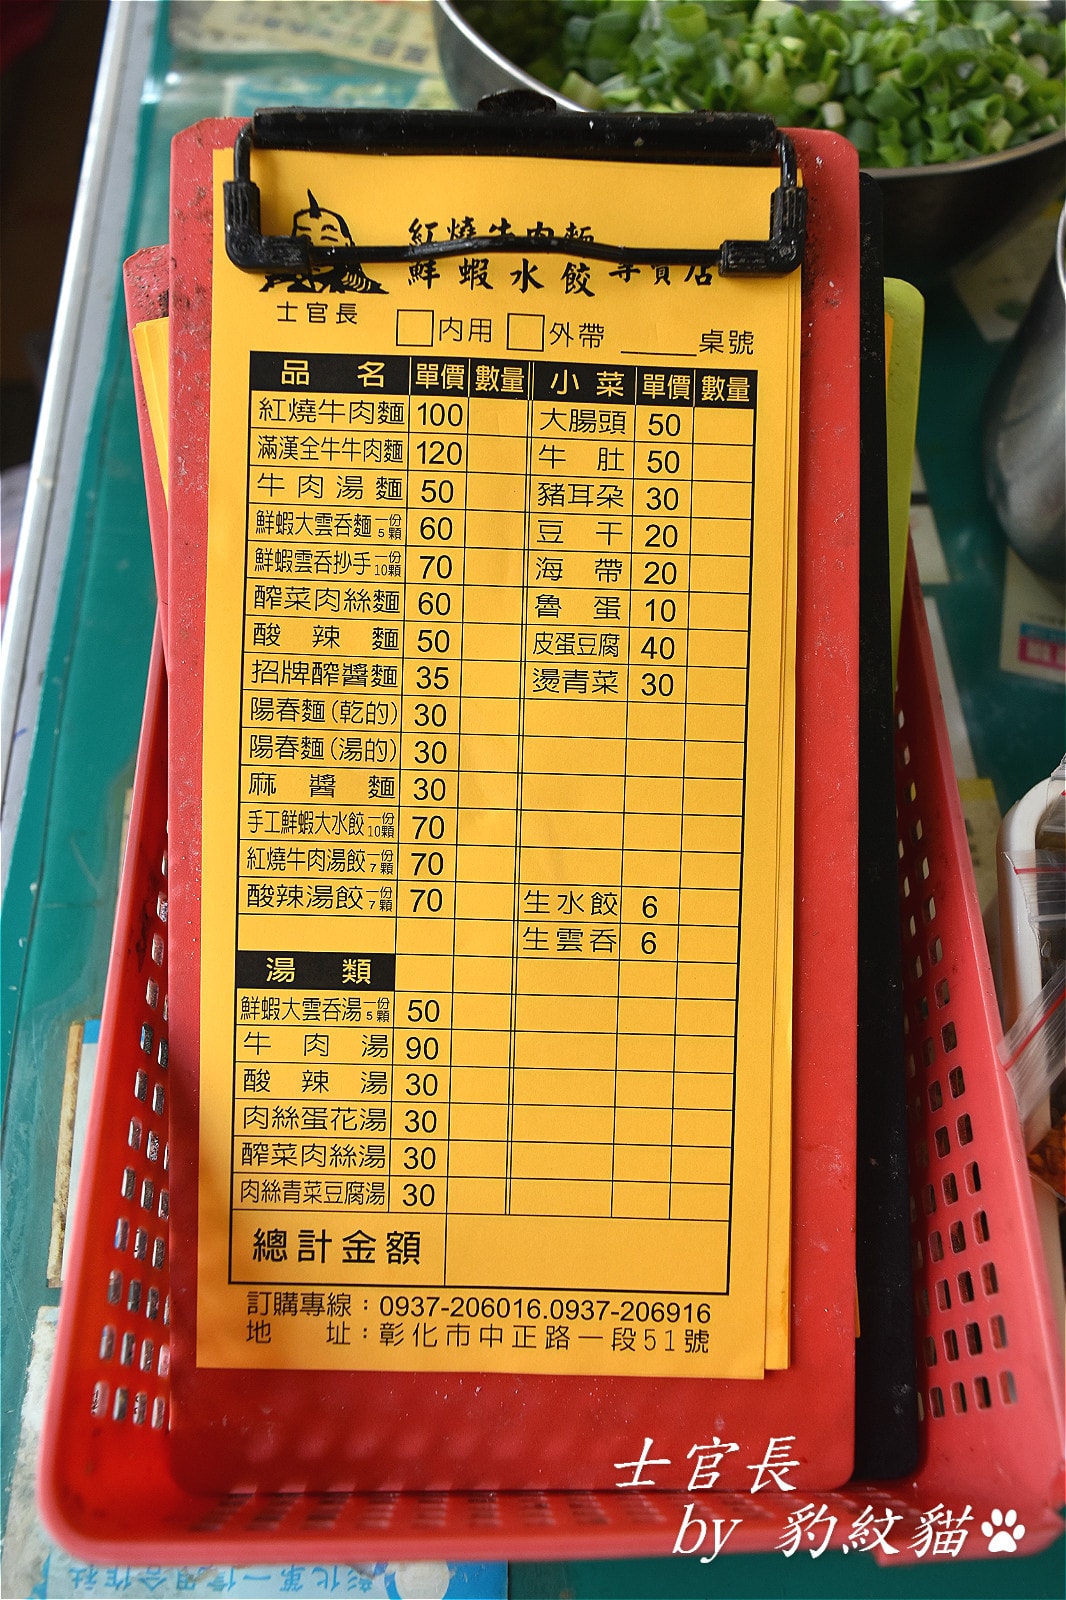 紅燒牛肉麵
鮮蝦水餃專賣店
士官長
內用 外帶 桌號
品名 單價 數量 小菜 單價 數量
紅燒牛肉麵 100 大腸頭 50
滿漢全牛牛肉麵 120 牛肚 50
牛肉湯麵 50 豬耳朵 30
鮮蝦大雲吞麵一份5顆 60 豆干 20
鮮蝦雲吞抄手一份10顆 70 海帶 20
醡菜肉絲麵 60 魯蛋 10
酸辣麵 50 皮蛋豆腐 40
招牌醡醬麵 35 燙青菜 30
陽春麵(乾的) 30
陽春麵(湯的) 30
麻醬麵 30
手工鮮蝦大水餃一份10顆 70
紅燒牛肉湯餃一份7顆 70
酸辣湯餃一份7顆 70 生水餃 6
生雲吞 6
湯類
鮮蝦大雲吞湯一份5顆 50
牛肉湯 90
酸辣湯 30
肉絲蛋花湯 30
醡菜肉絲湯 30
肉絲青菜豆腐湯 30
總計金額
訂購專線：0937-206016.0937-206916
地址：彰化市中正路一段51號
士官長
by 豹紋貓
彰化第一信用合作社